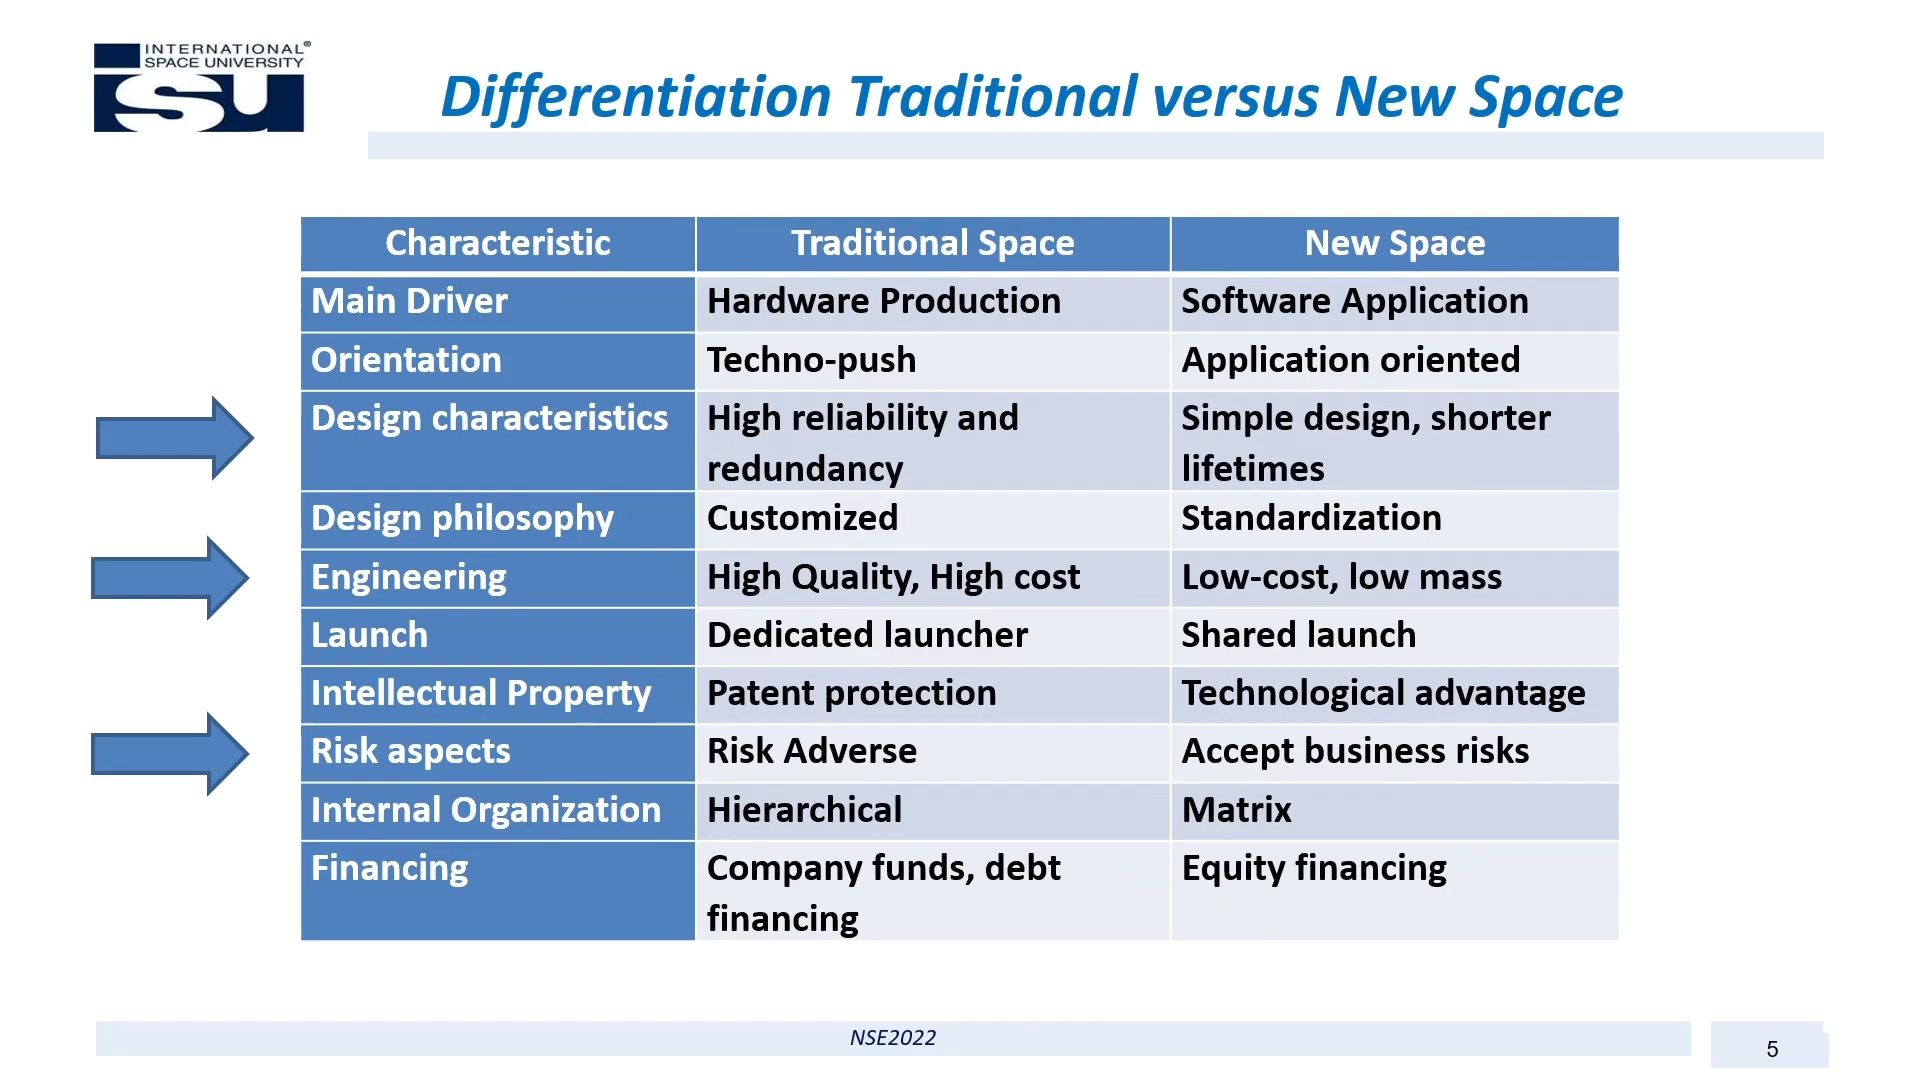 INTERNATIONAL®
SPACE UNIVERSITY
isu
Differentiation Traditional versus New Space
Characteristic Traditional Space New Space
Main Driver Hardware Production Software Application
Orientation Techno-push Application oriented
Design characteristics High reliability and Simple design, shorter
redundancy lifetimes
Design philosophy Customized Standardization
Engineering High Quality, High cost Low-cost, low mass
Launch Dedicated launcher Shared launch
Intellectual Property Patent protection Technological advantage
Risk aspects Risk Adverse Accept business risks
Internal Organization Hierarchical Matrix
Financing Company funds, debt Equity financing
financing
NSE2022
5